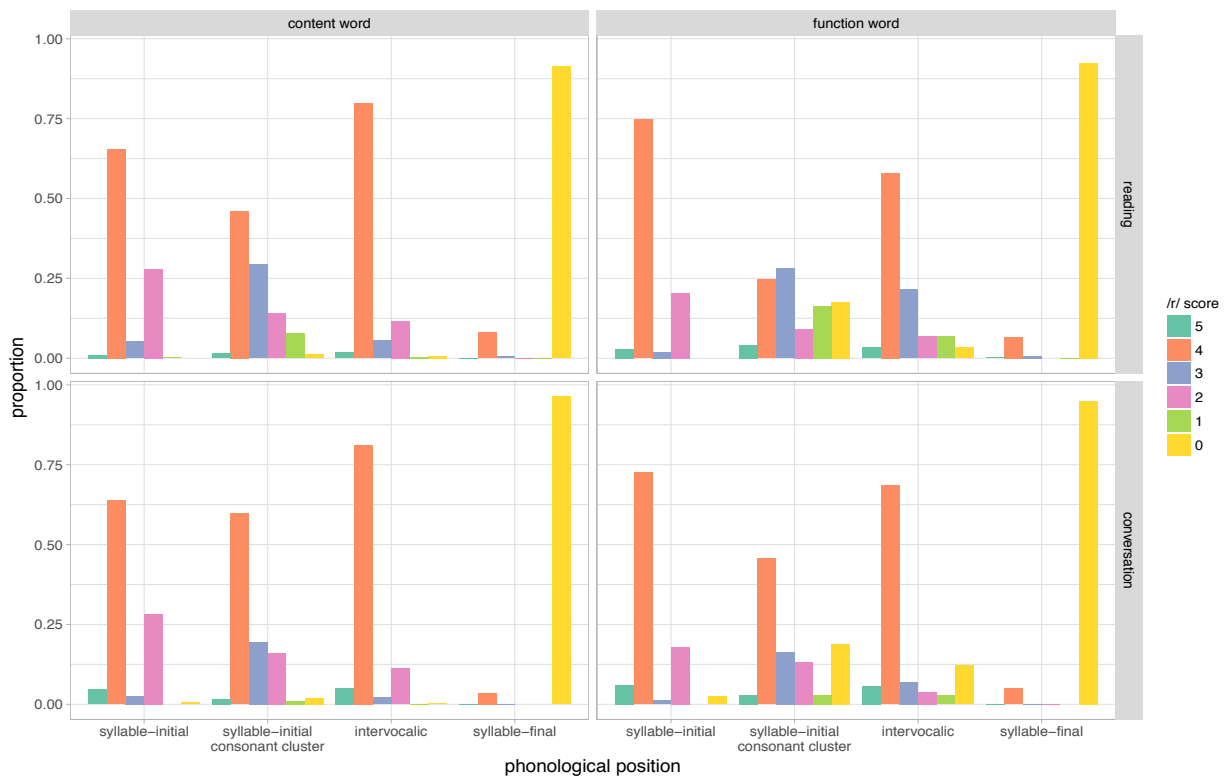 content word
function word
1.00
0.75
0.50
0.25
0.00
reading
1.00
0.75
0.50
0.25
0.00
conversation
proportion
syllable−initial
syllable−initial
consonant cluster
intervocalic
syllable−final
syllable−initial
syllable−initial
consonant cluster
intervocalic
syllable−final
phonological position
/r/ score
5
4
3
2
1
0